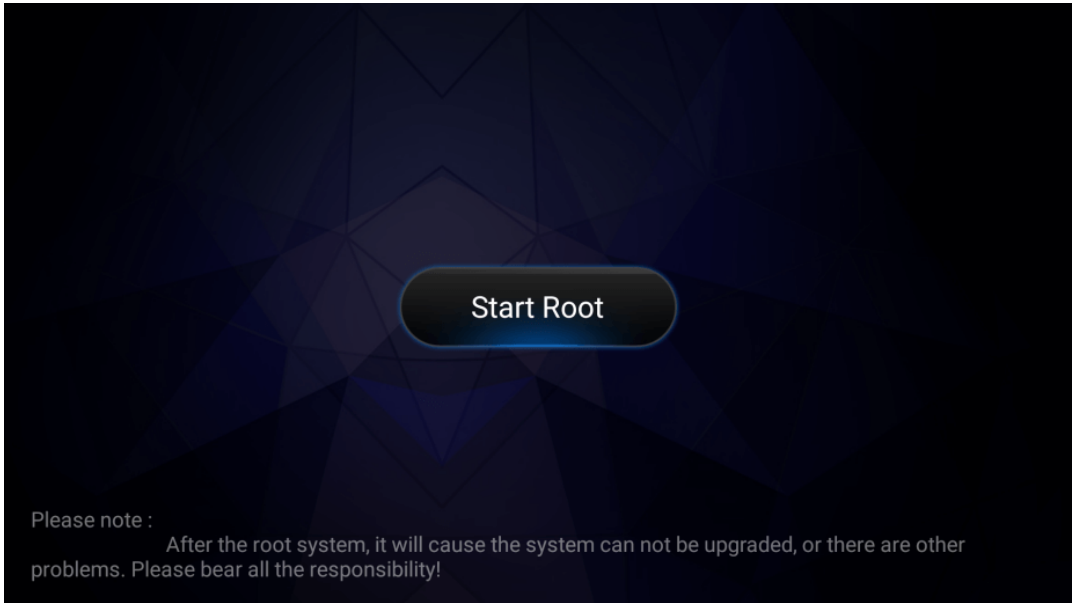 Start Root
Please note :
After the root system, it will cause the system can not be upgraded, or there are other
problems. Please bear all the responsibility!